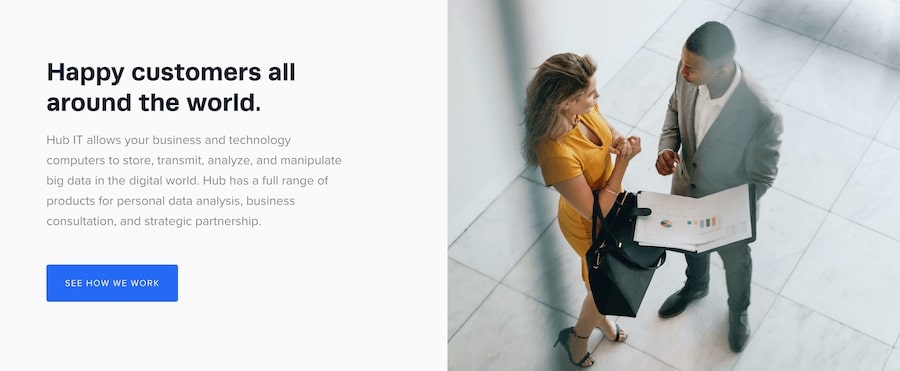 Happy customers all
around the world.
Hub IT allows your business and technology
computers to store, transmit, analyze, and manipulate
big data in the digital world. Hub has a full range of
products for personal data analysis, business
consultation, and strategic partnership.
SEE HOW WE WORK